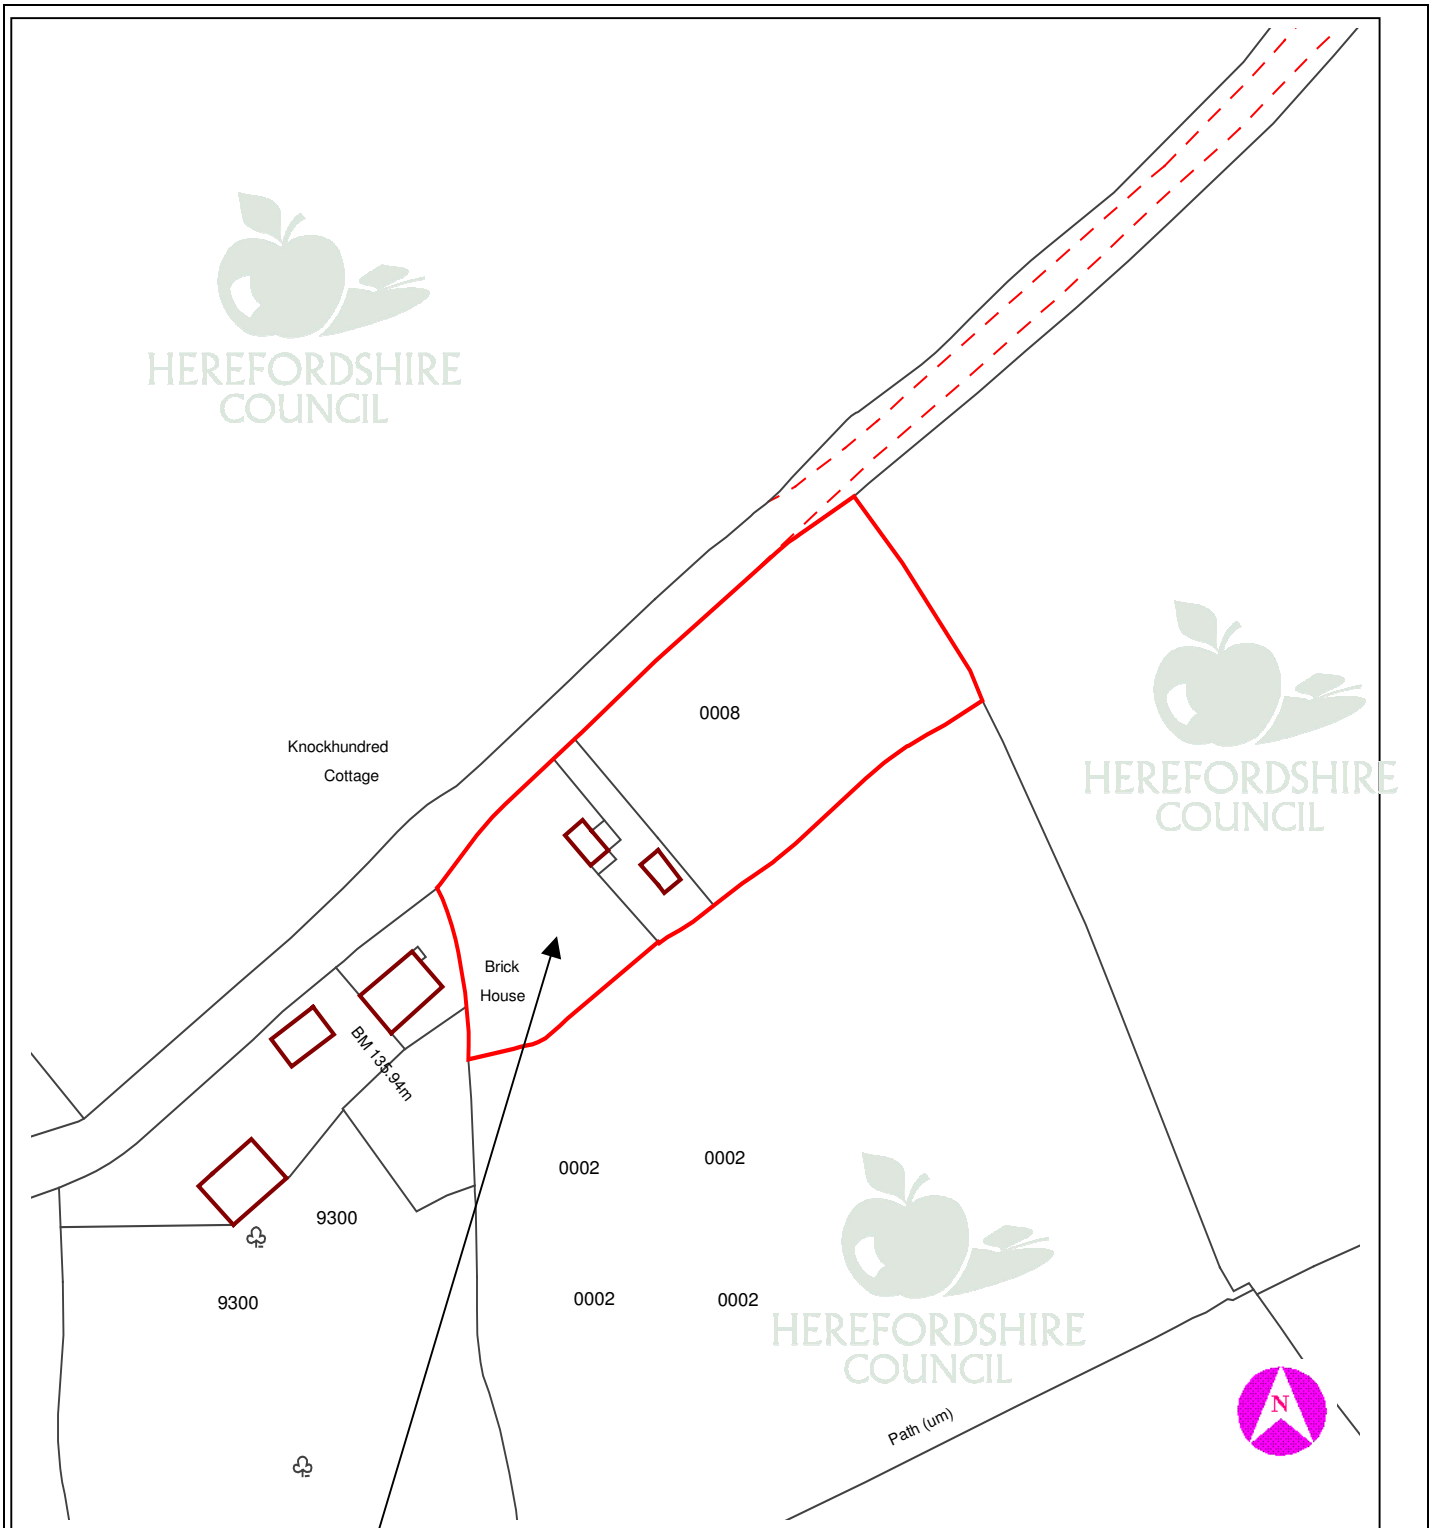 HEREFORDSHIRE
COUNCIL
HEREFORDSHIRE
COUNCIL
0008
Knockhundred
Cottage
Brick
House
BM 135.94m
0002
0002
9300
9300
0002
0002
HEREFORDSHIRE
COUNCIL
Path (um)
N